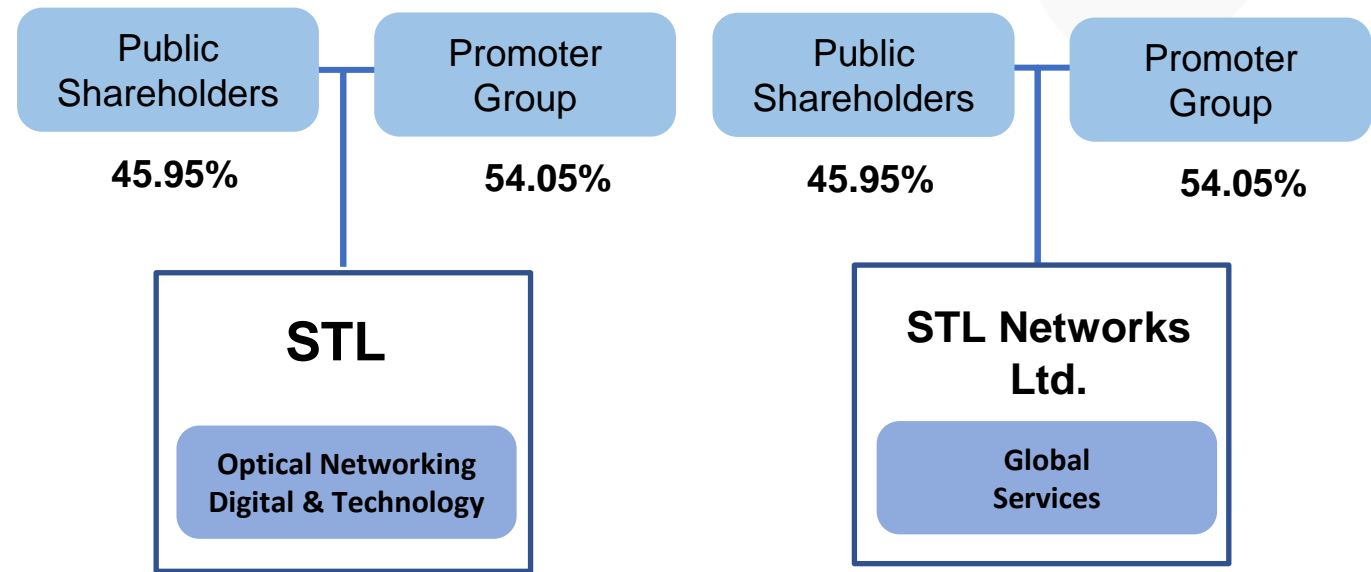 Public
Shareholders
Promoter
Group
45.95%
54.05%
STL
Optical Networking
Digital & Technology
Public
Shareholders
Promoter
Group
45.95%
54.05%
STL Networks
Ltd.
Global
Services